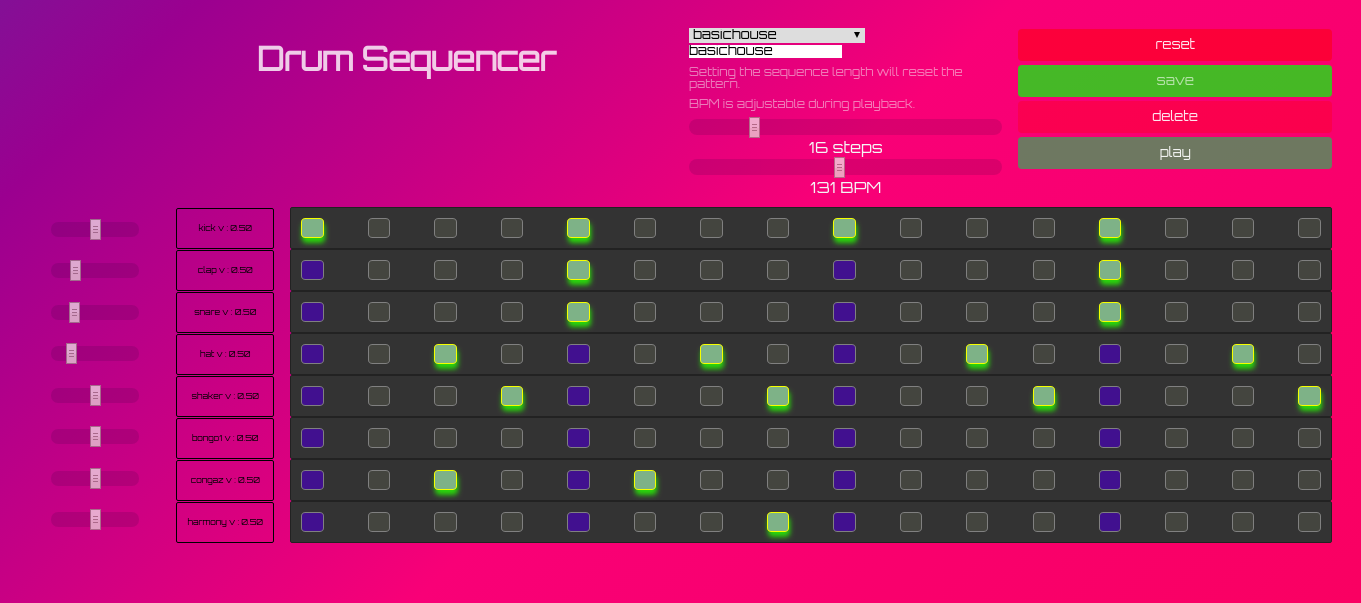 Drum Sequencer
basichouse
basichouse
Setting the sequence length will reset the
pattern.
BPM is adjustable during playback.
16 steps
131 BPM
reset
save
delete
play
kick v : 0.50
clap v : 0.50
snare v : 0.50
hat v : 0.50
shaker v : 0.50
bongo1 v : 0.50
congaz v : 0.50
harmony v : 0.50